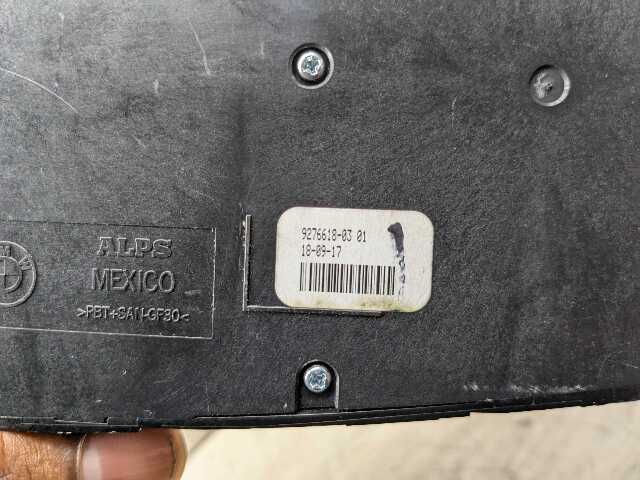 9276618-03 01
18-09-17
ALPS
MEXICO
>PBT+SAN-GF30<